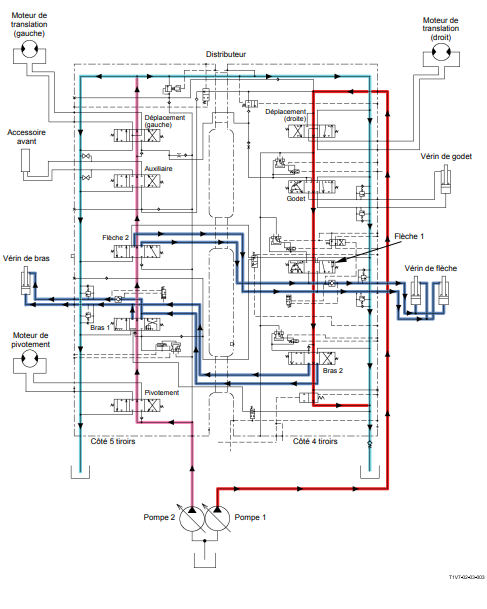 Moteur de
translation
(gauche)
Moteur de
translation
(droit)
Distributeur
Déplacement
(gauche)
Déplacement
(droite)
Accessoire
avant
Vérin de godet
Auxiliaire
Godet
Flèche 2
Flèche 1
Vérin de bras
Vérin de flèche
Bras 1
Moteur de
pivotement
Bras 2
Pivotement
Côté 5 tiroirs
Côté 4 tiroirs
Pompe 2
Pompe 1
T1V7-02-03-003